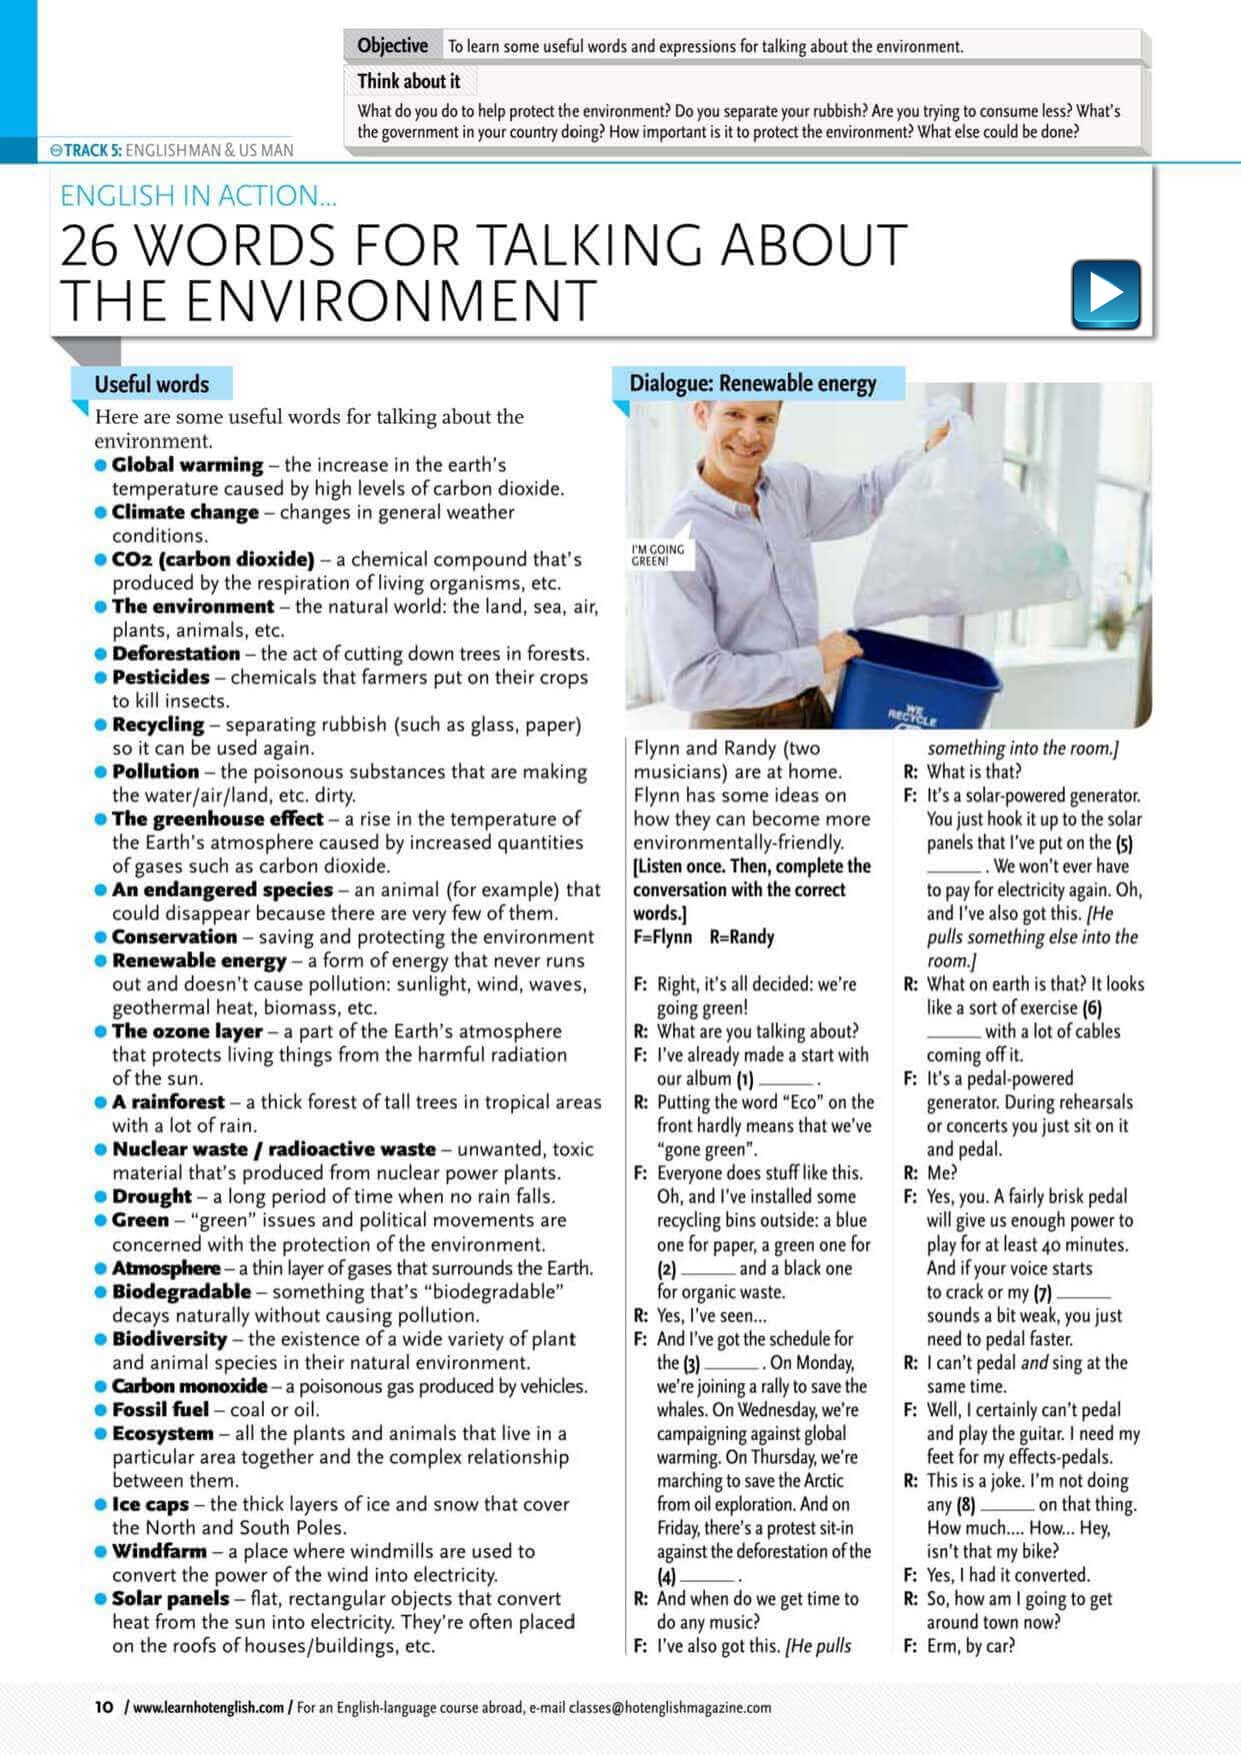 Objective To learn some useful words and expressions for talking about the environment.
Think about it
What do you do to help protect the environment? Do you separate your rubbish? Are you trying to consume less? What's
the government in your country doing? How important is it to protect the environment? What else could be done?
TRACK 5: ENGLISHMAN & US MAN
ENGLISH IN ACTION...
26 WORDS FOR TALKING ABOUT
THE ENVIRONMENT
Useful words
Here are some useful words for talking about the
environment.
● Global warming – the increase in the earth's
temperature caused by high levels of carbon dioxide.
● Climate change – changes in general weather
conditions.
● CO2 (carbon dioxide) – a chemical compound that's
produced by the respiration of living organisms, etc.
● The environment – the natural world: the land, sea, air,
plants, animals, etc.
● Deforestation – the act of cutting down trees in forests.
● Pesticides – chemicals that farmers put on their crops
to kill insects.
● Recycling – separating rubbish (such as glass, paper)
so it can be used again.
● Pollution – the poisonous substances that are making
the water/air/land, etc. dirty.
● The greenhouse effect – a rise in the temperature of
the Earth's atmosphere caused by increased quantities
of gases such as carbon dioxide.
● An endangered species – an animal (for example) that
could disappear because there are very few of them.
● Conservation – saving and protecting the environment
● Renewable energy – a form of energy that never runs
out and doesn't cause pollution: sunlight, wind, waves,
geothermal heat, biomass, etc.
● The ozone layer – a part of the Earth's atmosphere
that protects living things from the harmful radiation
of the sun.
● A rainforest – a thick forest of tall trees in tropical areas
with a lot of rain.
● Nuclear waste / radioactive waste – unwanted, toxic
material that's produced from nuclear power plants.
● Drought – a long period of time when no rain falls.
● Green – "green" issues and political movements are
concerned with the protection of the environment.
● Atmosphere – a thin layer of gases that surrounds the Earth.
● Biodegradable – something that's "biodegradable"
decays naturally without causing pollution.
● Biodiversity – the existence of a wide variety of plant
and animal species in their natural environment.
● Carbon monoxide – a poisonous gas produced by vehicles.
● Fossil fuel – coal or oil.
● Ecosystem – all the plants and animals that live in a
particular area together and the complex relationship
between them.
● Ice caps – the thick layers of ice and snow that cover
the North and South Poles.
● Windfarm – a place where windmills are used to
convert the power of the wind into electricity.
● Solar panels – flat, rectangular objects that convert
heat from the sun into electricity. They're often placed
on the roofs of houses/buildings, etc.
Dialogue: Renewable energy
I'M GOING
GREEN!
WE
RECYCLE
Flynn and Randy (two
musicians) are at home.
Flynn has some ideas on
how they can become more
environmentally-friendly.
[Listen once. Then, complete the
conversation with the correct
words.]
F=Flynn R=Randy
F: Right, it's all decided: we're
going green!
R: What are you talking about?
F: I've already made a start with
our album (1) ______ .
R: Putting the word "Eco" on the
front hardly means that we've
"gone green".
F: Everyone does stuff like this.
Oh, and I've installed some
recycling bins outside: a blue
one for paper, a green one for
(2) ______ and a black one
for organic waste.
R: Yes, I've seen...
F: And I've got the schedule for
the (3) ______ . On Monday,
we're joining a rally to save the
whales. On Wednesday, we're
campaigning against global
warming. On Thursday, we're
marching to save the Arctic
from oil exploration. And on
Friday, there's a protest sit-in
against the deforestation of the
(4) ______ .
R: And when do we get time to
do any music?
F: I've also got this. [He pulls
something into the room.]
R: What is that?
F: It's a solar-powered generator.
You just hook it up to the solar
panels that I've put on the (5)
______ . We won't ever have
to pay for electricity again. Oh,
and I've also got this. [He
pulls something else into the
room.]
R: What on earth is that? It looks
like a sort of exercise (6)
______ with a lot of cables
coming off it.
F: It's a pedal-powered
generator. During rehearsals
or concerts you just sit on it
and pedal.
R: Me?
F: Yes, you. A fairly brisk pedal
will give us enough power to
play for at least 40 minutes.
And if your voice starts
to crack or my (7) ______
sounds a bit weak, you just
need to pedal faster.
R: I can't pedal and sing at the
same time.
F: Well, I certainly can't pedal
and play the guitar. I need my
feet for my effects-pedals.
R: This is a joke. I'm not doing
any (8) ______ on that thing.
How much.... How... Hey,
isn't that my bike?
F: Yes, I had it converted.
R: So, how am I going to get
around town now?
F: Erm, by car?
10 / www.learnhotenglish.com / For an English-language course abroad, e-mail classes@hotenglishmagazine.com